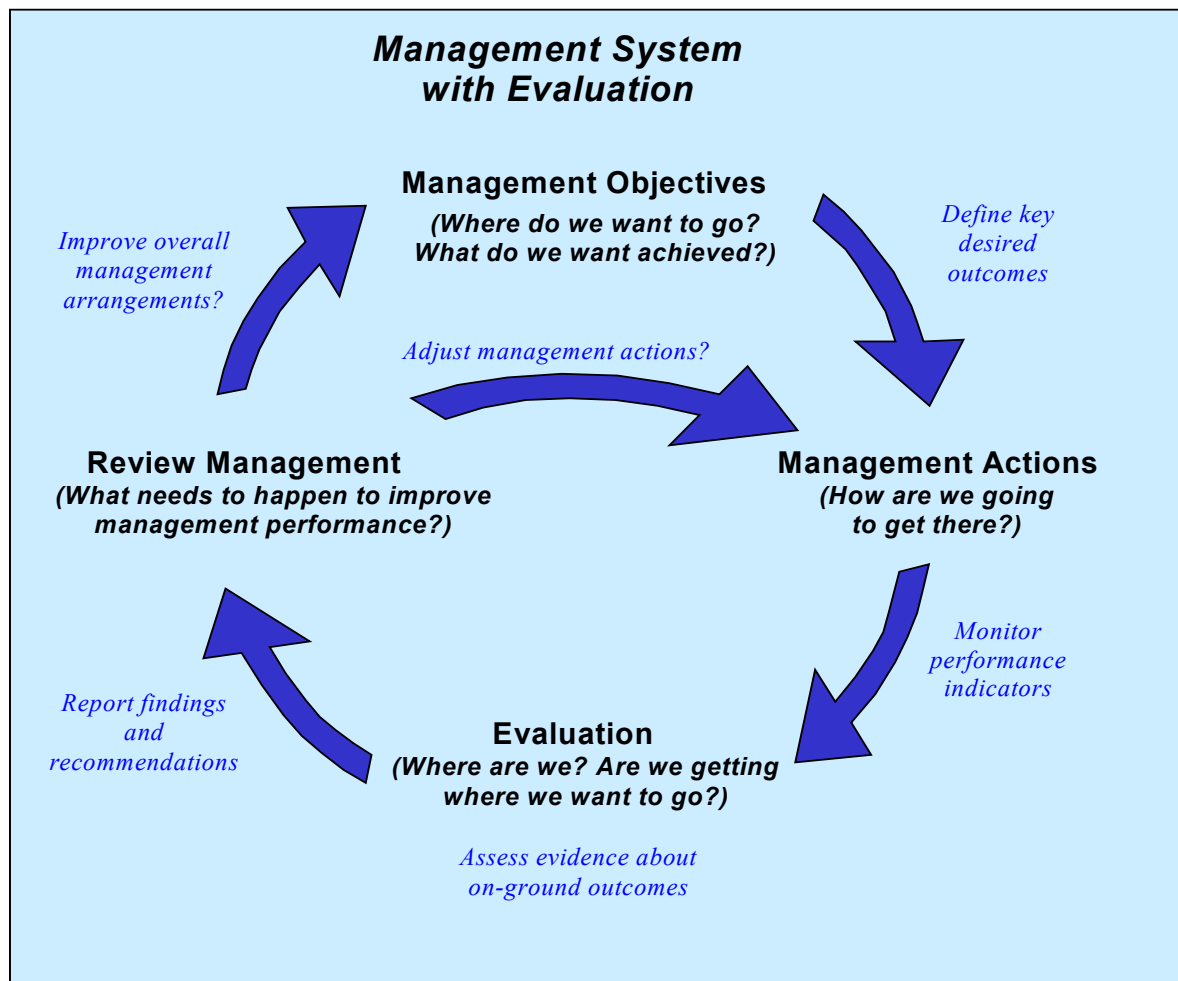 Management System
with Evaluation
Management Objectives
(Where do we want to go?
What do we want achieved?)
Improve overall
management
arrangements?
Define key
desired
outcomes
Adjust management actions?
Review Management
(What needs to happen to improve
management performance?)
Management Actions
(How are we going
to get there?)
Monitor
performance
indicators
Report findings
and
recommendations
Evaluation
(Where are we? Are we getting
where we want to go?)
Assess evidence about
on-ground outcomes